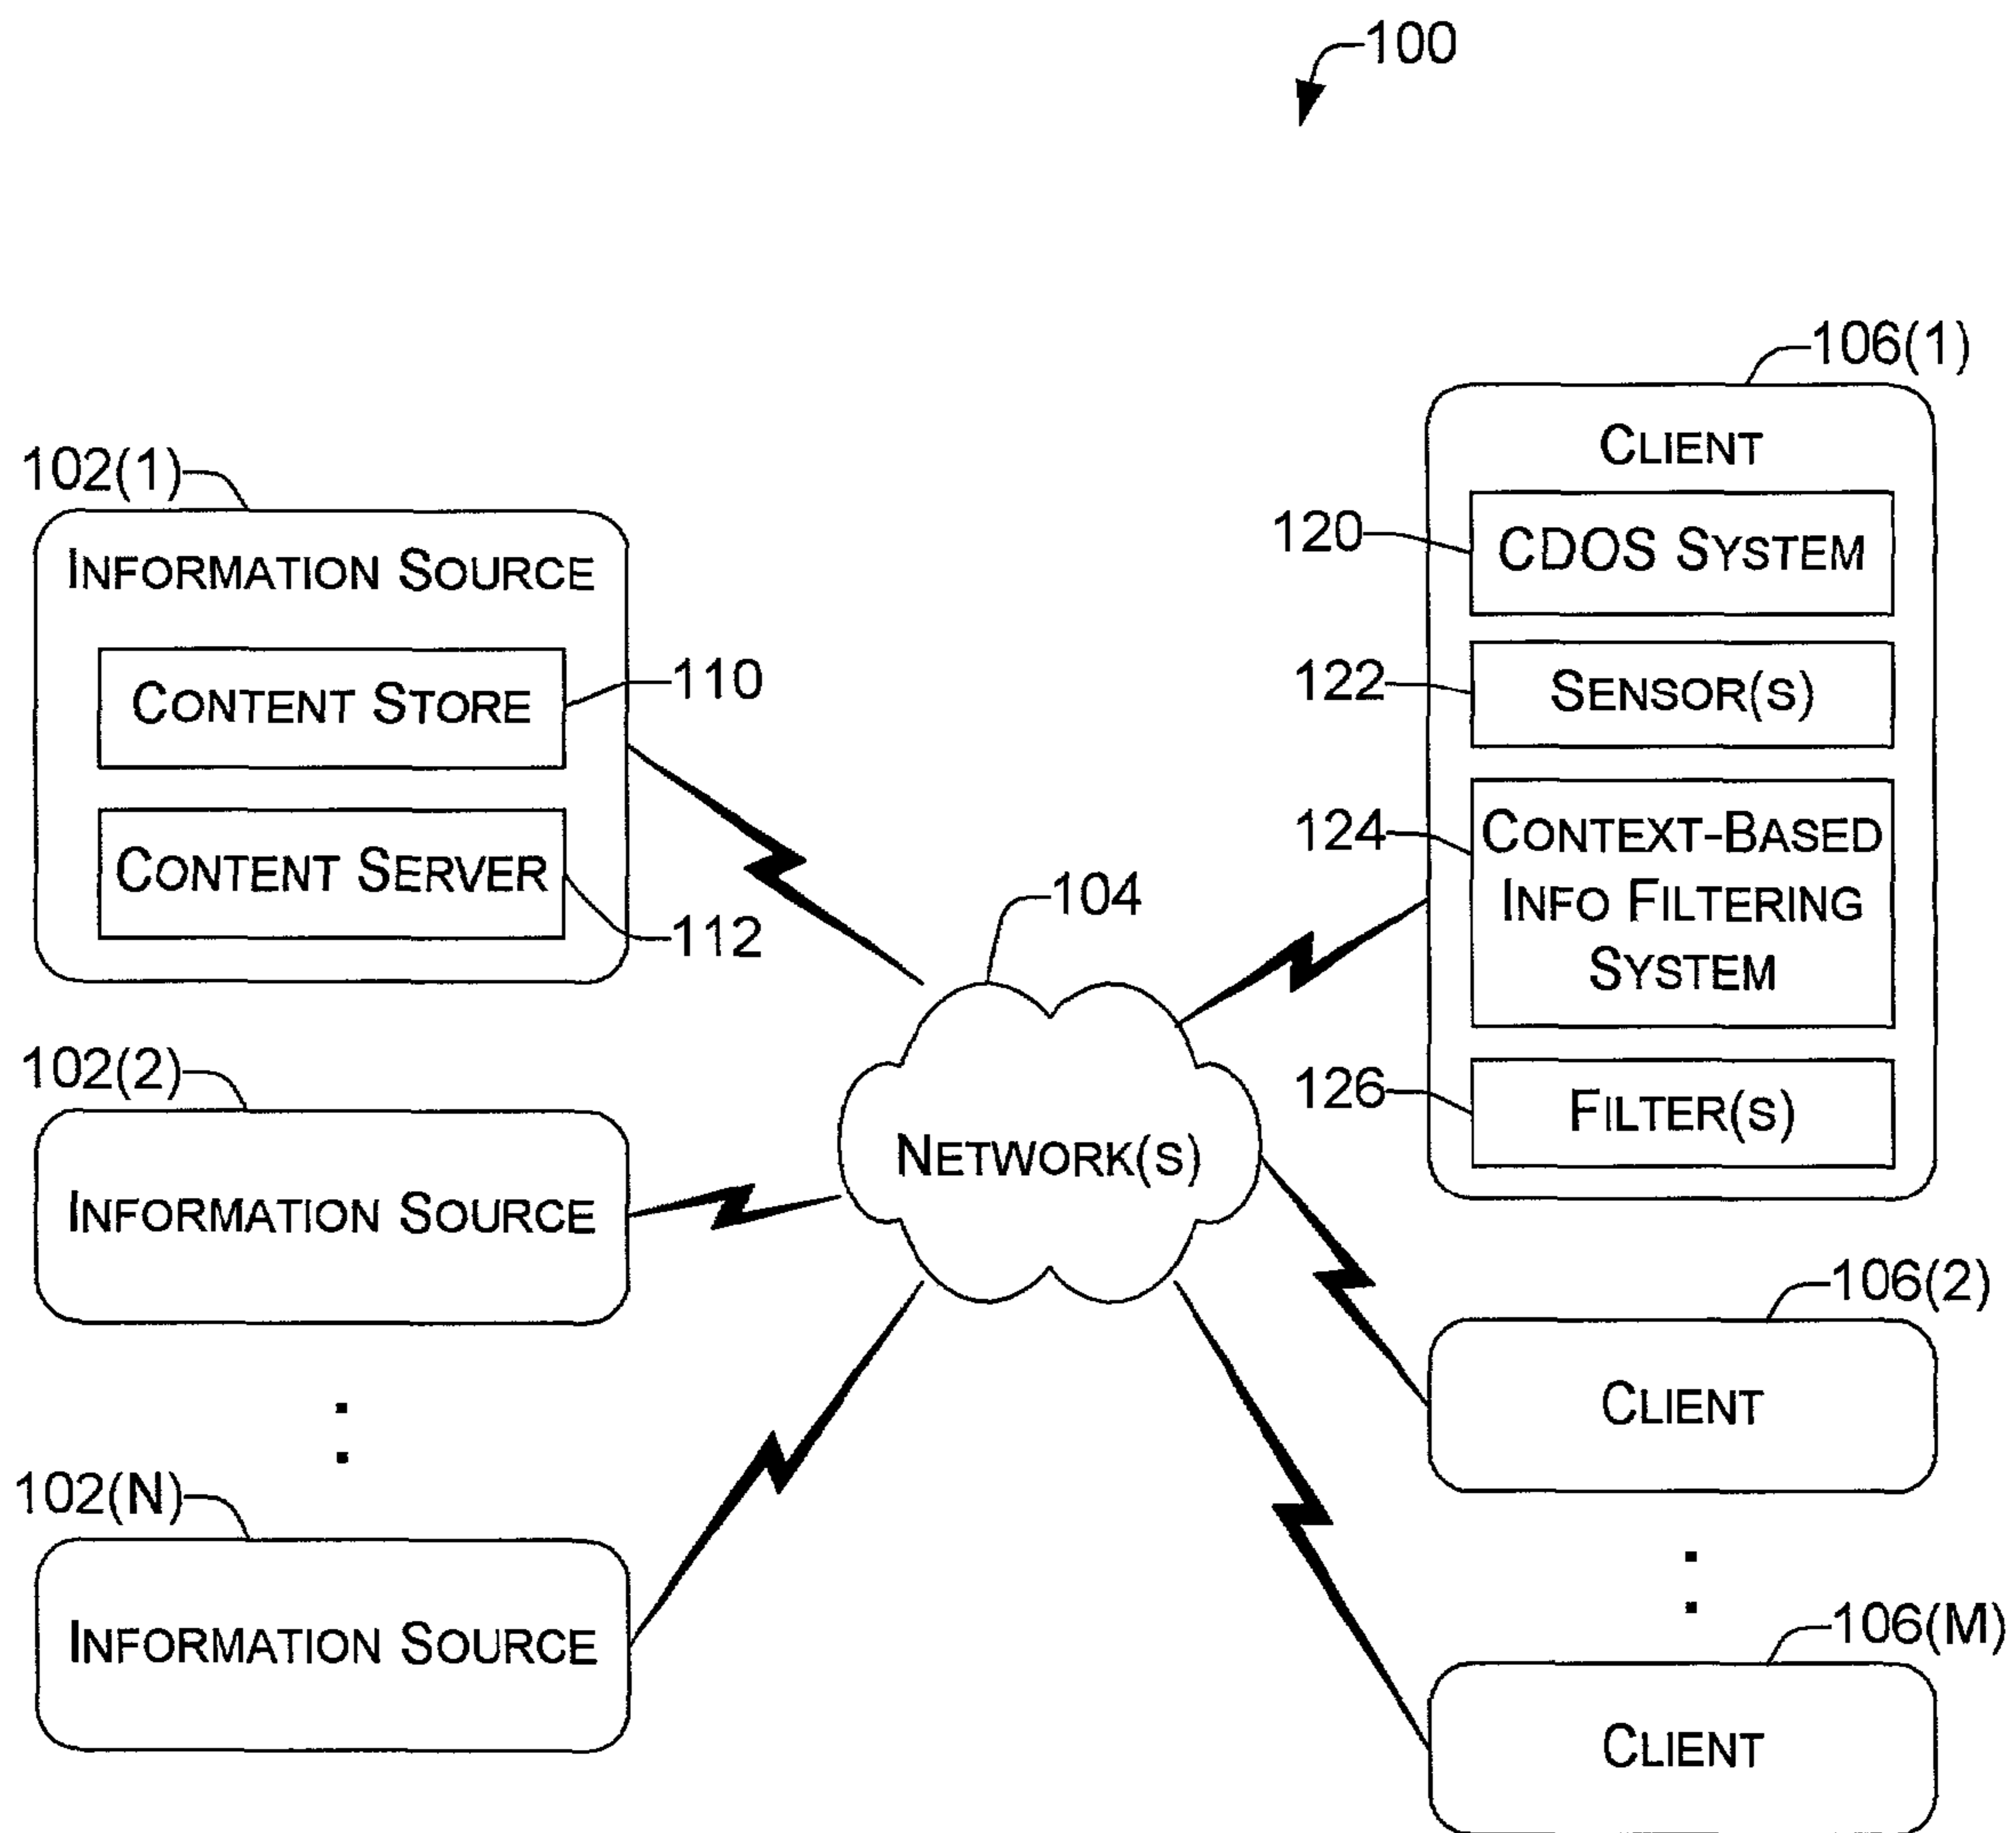 100
106(1)
CLIENT
102(1)
INFORMATION SOURCE
120
CDOS SYSTEM
CONTENT STORE
110
122
SENSOR(S)
CONTENT SERVER
112
124
CONTEXT-BASED
INFO FILTERING
SYSTEM
104
NETWORK(S)
126
FILTER(S)
102(2)
INFORMATION SOURCE
106(2)
CLIENT
102(N)
INFORMATION SOURCE
106(M)
CLIENT